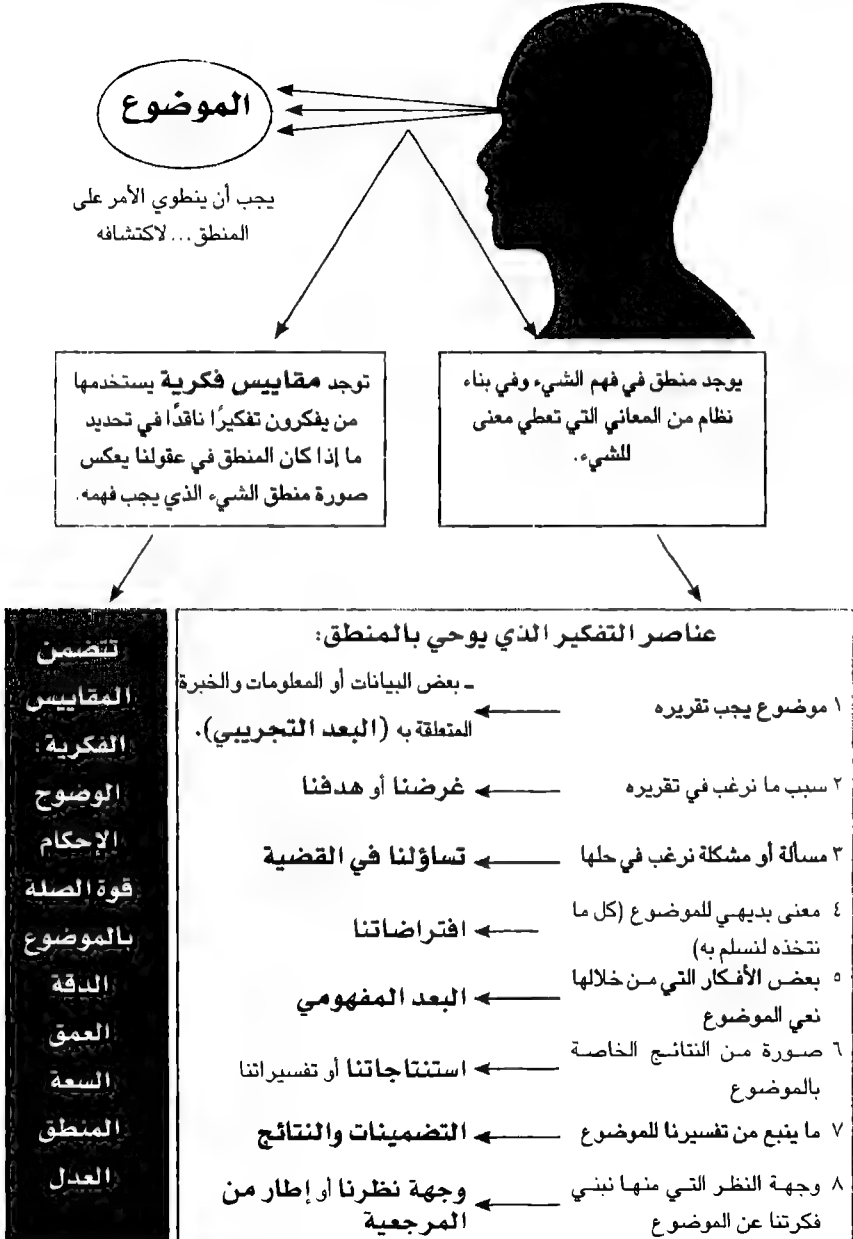 الموضوع
يجب أن ينطوي الأمر على
المنطق...لاكتشافه
يوجد منطق في فهم الشيء وفي بناء
نظام من المعاني التي تعطي معنى
للشيء.
توجد مقاييس فكرية يستخدمها
من يفكرون تفكيرًا ناقدًا في تحديد
ما إذا كان المنطق في عقولنا يعكس
صورة منطق الشيء الذي يجب فهمه.
عناصر التفكير الذي يوحي بالمنطق:
١ موضوع يجب تقريره
ـ بعض البيانات أو المعلومات والخبرة
المتعلقة به (البعد التجريبي).
٢ سبب ما نرغب في تقريره
غرضنا أو هدفنا
٣ مسألة أو مشكلة نرغب في حلها
تساؤلنا في القضية
٤ معنى بديهي للموضوع (كل ما
نتخذه لنسلم به)
افتراضاتنا
٥ بعض الأفكار التي من خلالها
نعي الموضوع
البعد المفهومي
٦ صورة من النتائج الخاصة
بالموضوع
استنتاجاتنا أو تفسيراتنا
٧ ما ينبع من تفسيرنا للموضوع
التضمينات والنتائج
٨ وجهة النظر التي منها نبني
فكرتنا عن الموضوع
وجهة نظرنا أو إطار من
المرجعية
تتضمن
المقاييس
الفكرية:
الوضوح
الإحكام
قوة الصلة
بالموضوع
الدقة
العمق
السعة
المنطق
العدل